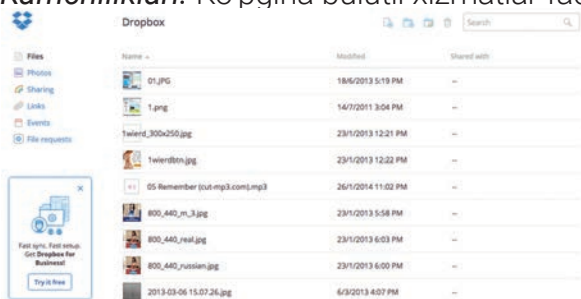 Ko'pgina bulutli xizmatlar
Dropbox
Search
Files
Photos
Sharing
Links
Events
File requests
Name
Modified
Shared with
01.JPG 18/6/2013 5:19 PM --
1.png 14/7/2011 3:04 PM --
1wierd_300x250.jpg 23/1/2013 12:21 PM --
1wierdbtn.jpg 23/1/2013 12:22 PM --
05 Remember (cut-mp3.com).mp3 26/1/2014 11:02 PM --
800_440_m_3.jpg 23/1/2013 5:58 PM --
800_440_real.jpg 23/1/2013 6:03 PM --
800_440_russian.jpg 23/1/2013 6:00 PM --
2013-03-06 15.07.26.jpg 6/3/2013 4:07 PM --
Fast sync. Fast setup.
Get Dropbox for
Business!
Try it free